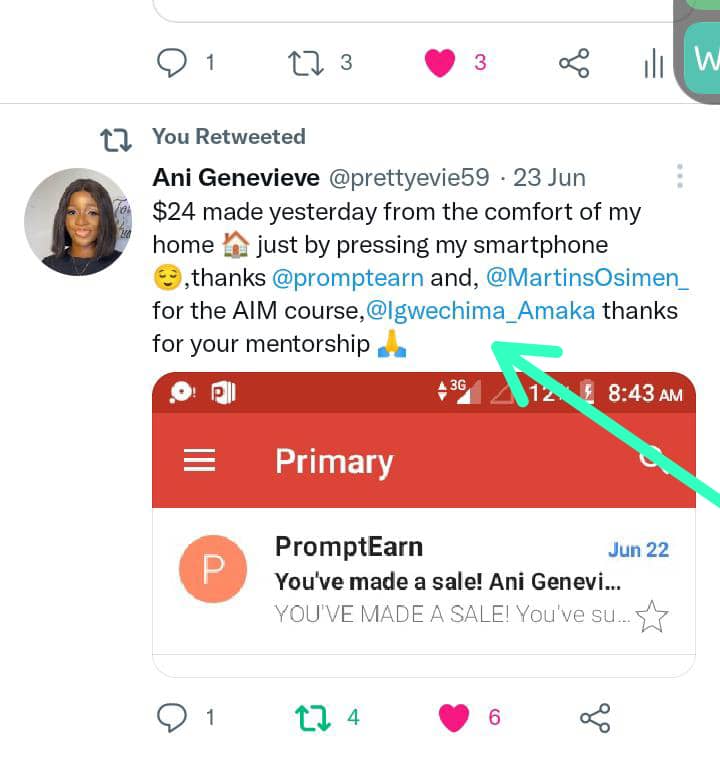 1 3 3
W
You Retweeted
Ani Genevieve @prettyevie59 · 23 Jun
$24 made yesterday from the comfort of my
home 🏠 just by pressing my smartphone
😌,thanks @promptearn and, @MartinsOsimen_
for the AIM course,@Igwechima_Amaka thanks
for your mentorship 🙏
3G 12% 8:43 AM
Primary
P
PromptEarn Jun 22
You've made a sale! Ani Genevi...
YOU'VE MADE A SALE! You've su...
1 4 6